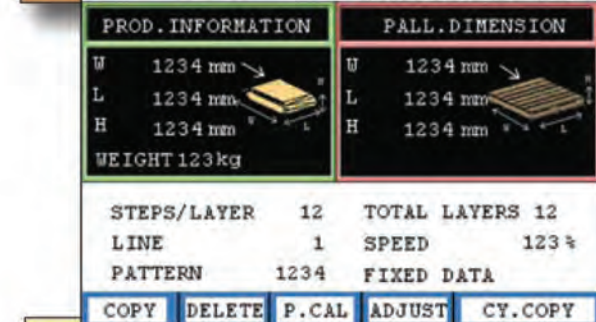 PROD.INFORMATION
W 1234 mm
L 1234 mm
H 1234 mm
WEIGHT 123kg
PALL.DIMENSION
W 1234 mm
L 1234 mm
H 1234 mm
STEPS/LAYER 12 TOTAL LAYERS 12
LINE 1 SPEED 123 %
PATTERN 1234 FIXED DATA
COPY DELETE P.CAL ADJUST CY.COPY